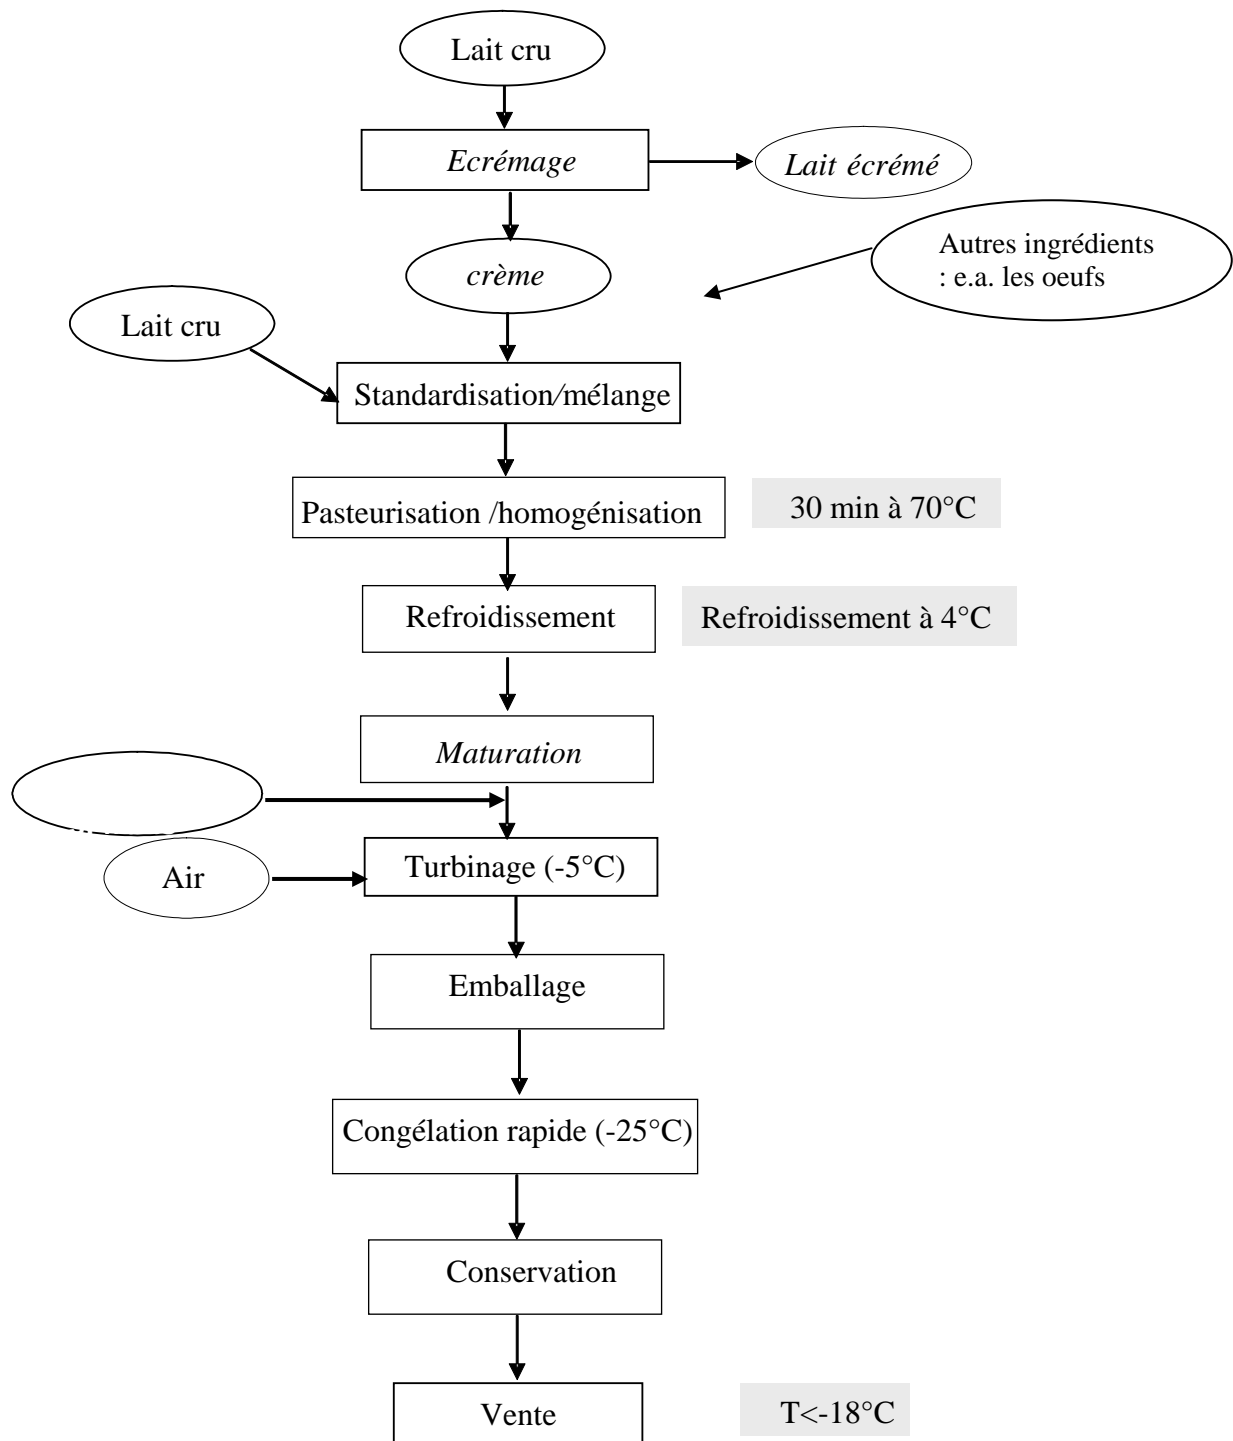 Lait cru
Ecrémage
Lait écrémé
Autres ingrédients
: e.a. les oeufs
crème
Lait cru
Standardisation/mélange
Pasteurisation /homogénisation
30 min à 70°C
Refroidissement
Refroidissement à 4°C
Maturation
Air
Turbinage (-5°C)
Emballage
Congélation rapide (-25°C)
Conservation
Vente
T<-18°C